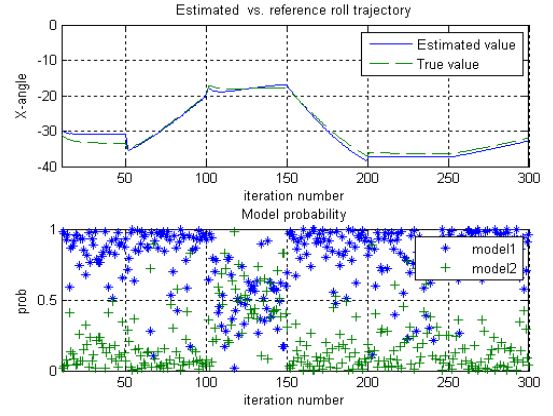 Estimated vs. reference roll trajectory
0
-10
-20
-30
-40
X-angle
Estimated value
True value
50
100
150
200
250
300
iteration number
Model probability
1
0.5
0
prob
model1
model2
50
100
150
200
250
300
iteration number